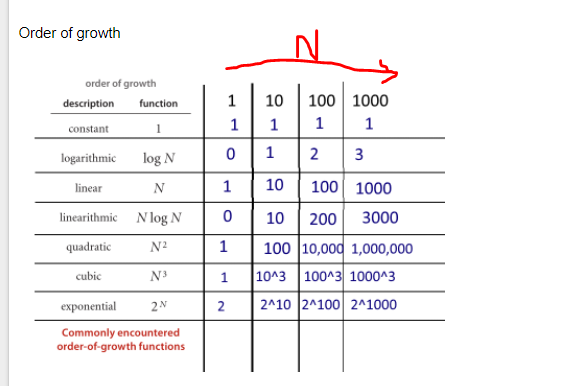 Order of growth
N
order of growth
description function 1 10 100 1000
constant 1 1 1 1 1
logarithmic log N 0 1 2 3
linear N 1 10 100 1000
linearithmic N log N 0 10 200 3000
quadratic N² 1 100 10,000 1,000,000
cubic N³ 1 10^3 100^3 1000^3
exponential 2ᴺ 2 2^10 2^100 2^1000
Commonly encountered
order-of-growth functions